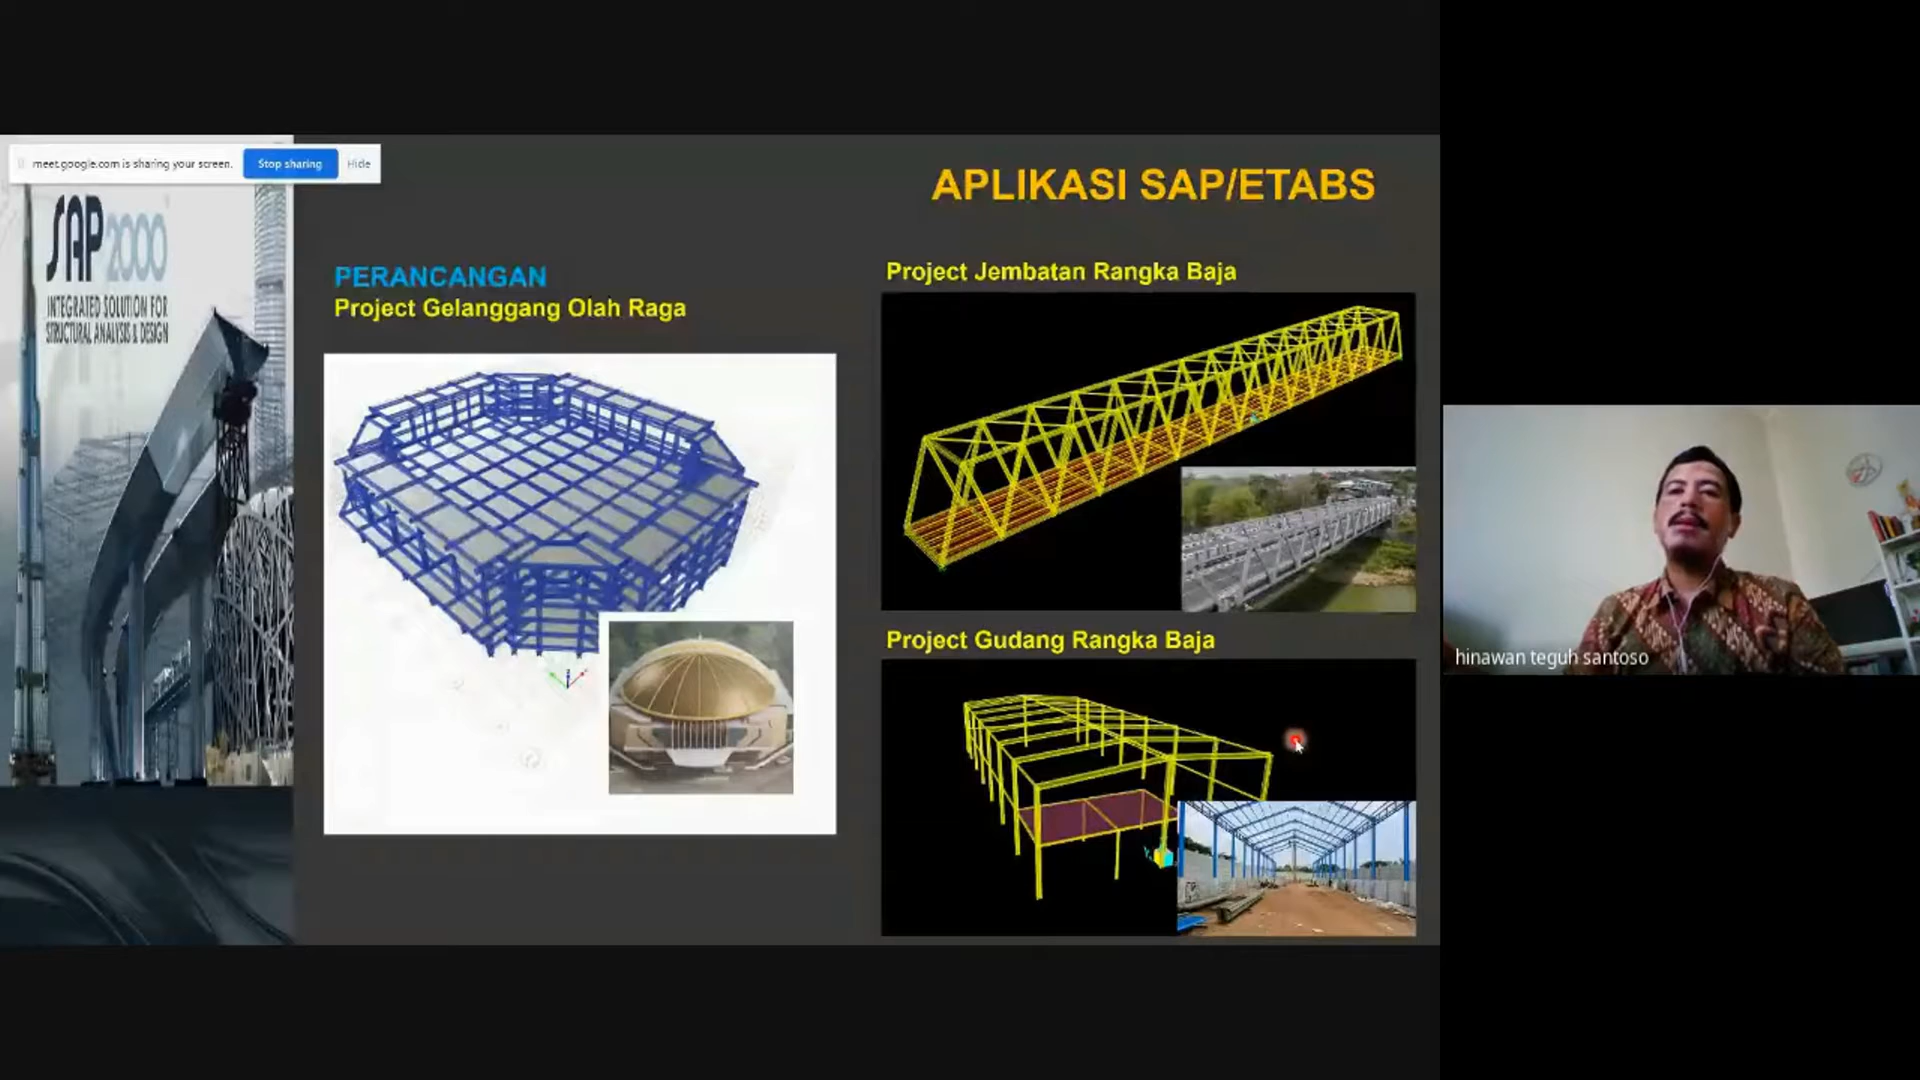 meet.google.com is sharing your screen.
Stop sharing
Hide
SAP2000
INTEGRATED SOLUTION FOR
STRUCTURAL ANALYSIS & DESIGN
APLIKASI SAP/ETABS
PERANCANGAN
Project Gelanggang Olah Raga
Project Jembatan Rangka Baja
Project Gudang Rangka Baja
hinawan teguh santoso